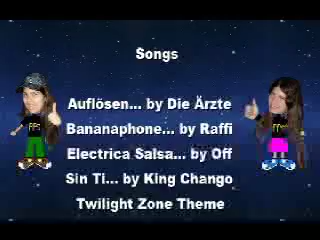 Songs
Auflösen... by Die Ärzte
Bananaphone... by Raffi
Electrica Salsa... by Off
Sin Ti... by King Chango
Twilight Zone Theme